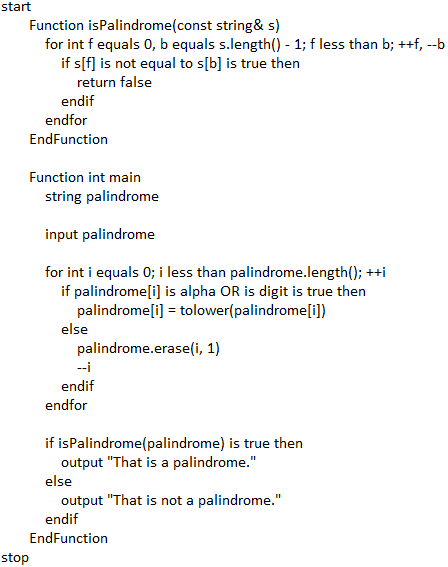 start
Function isPalindrome(const string& s)
for int f equals 0, b equals s.length() - 1; f less than b; ++f, --b
if s[f] is not equal to s[b] is true then
return false
endif
endfor
EndFunction
Function int main
string palindrome
input palindrome
for int i equals 0; i less than palindrome.length(); ++i
if palindrome[i] is alpha OR is digit is true then
palindrome[i] = tolower(palindrome[i])
else
palindrome.erase(i, 1)
--i
endif
endfor
if isPalindrome(palindrome) is true then
output "That is a palindrome."
else
output "That is not a palindrome."
endif
EndFunction
stop